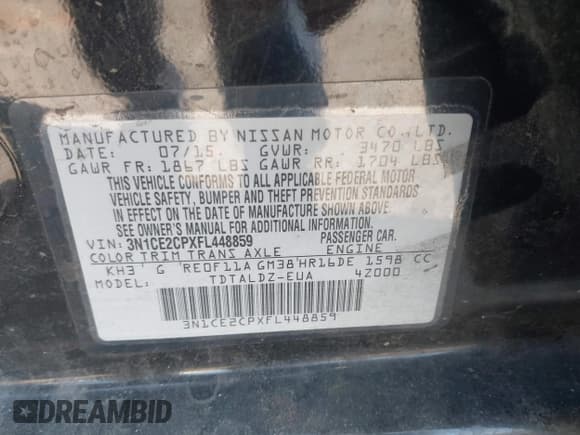 MANUFACTURED BY NISSAN MOTOR CO.,LTD.
DATE: 07/15. GVWR: 3470 LBS
GAWR FR: 1867 LBS GAWR RR: 1704 LBS
THIS VEHICLE CONFORMS TO ALL APPLICABLE FEDERAL MOTOR
VEHICLE SAFETY, BUMPER AND THEFT PREVENTION STANDARDS
IN EFFECT ON THE DATE OF MANUFACTURE SHOWN ABOVE.
SEE OWNER'S MANUAL FOR ADDITIONAL INFORMATION.
VIN: 3N1CE2CPXFL448859 PASSENGER CAR
COLOR TRIM TRANS AXLE ENGINE
KH3 G RE0F11A GM38 HR16DE 1598 CC
MODEL: TDTALDZ-EUA 4Z000
3N1CE2CPXFL448859
DREAMBID